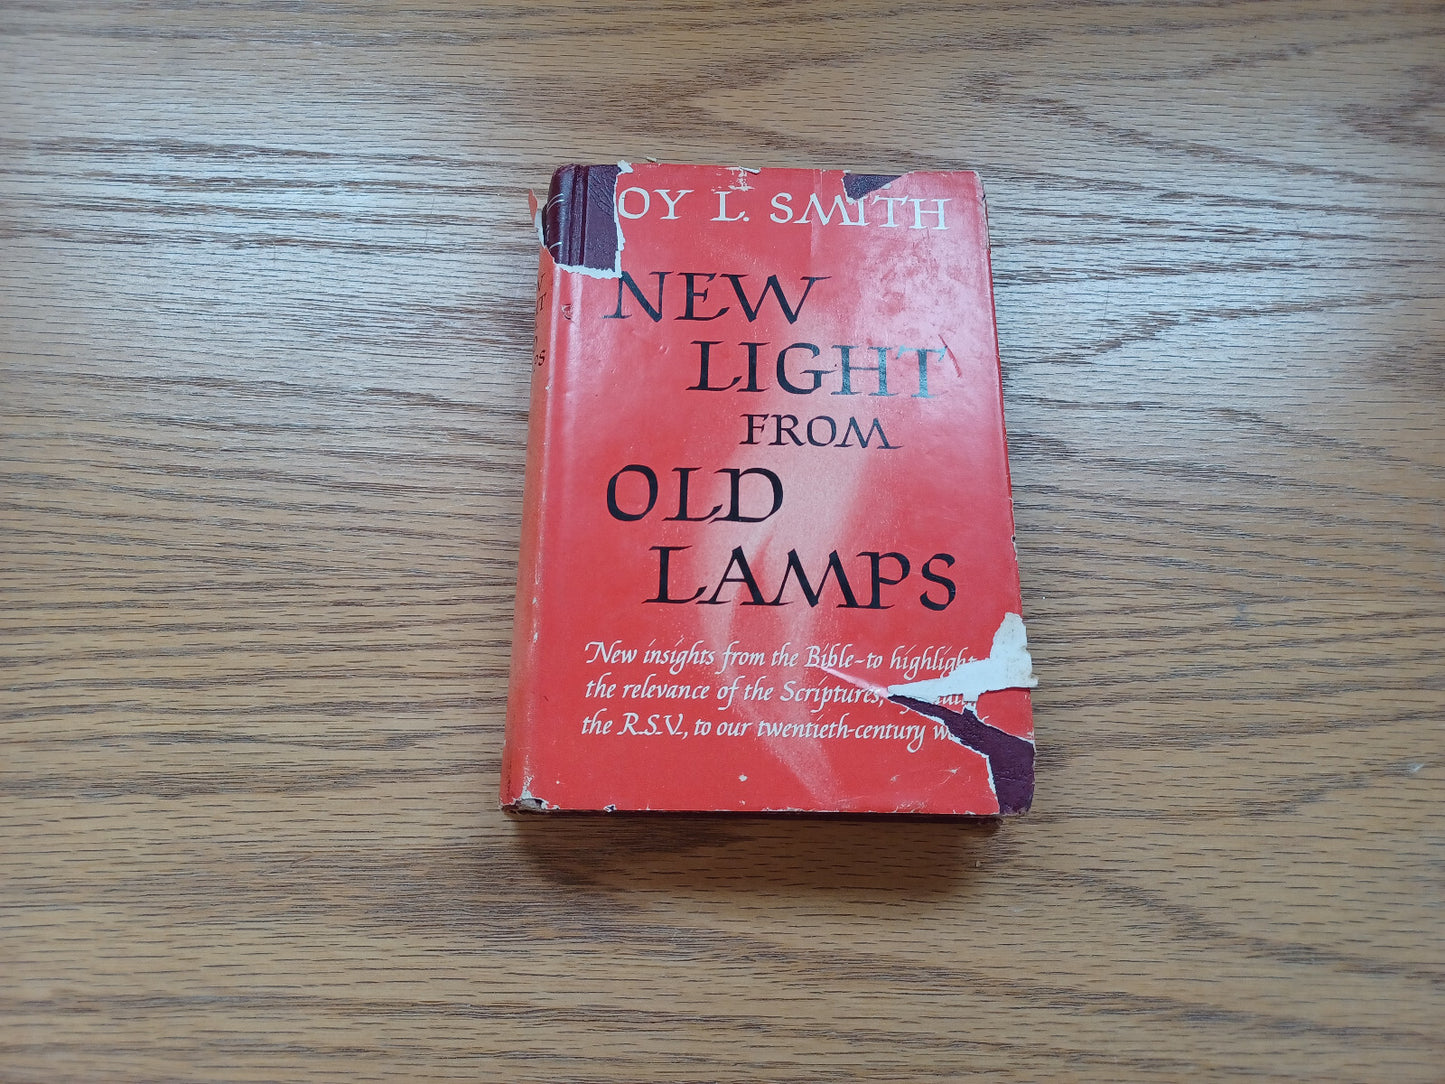 OY L. SMITH
NEW
LIGHT
FROM
OLD
LAMPS
New insights from the Bible-to highlight
the relevance of the Scriptures,
the R.S.V., to our twentieth-century